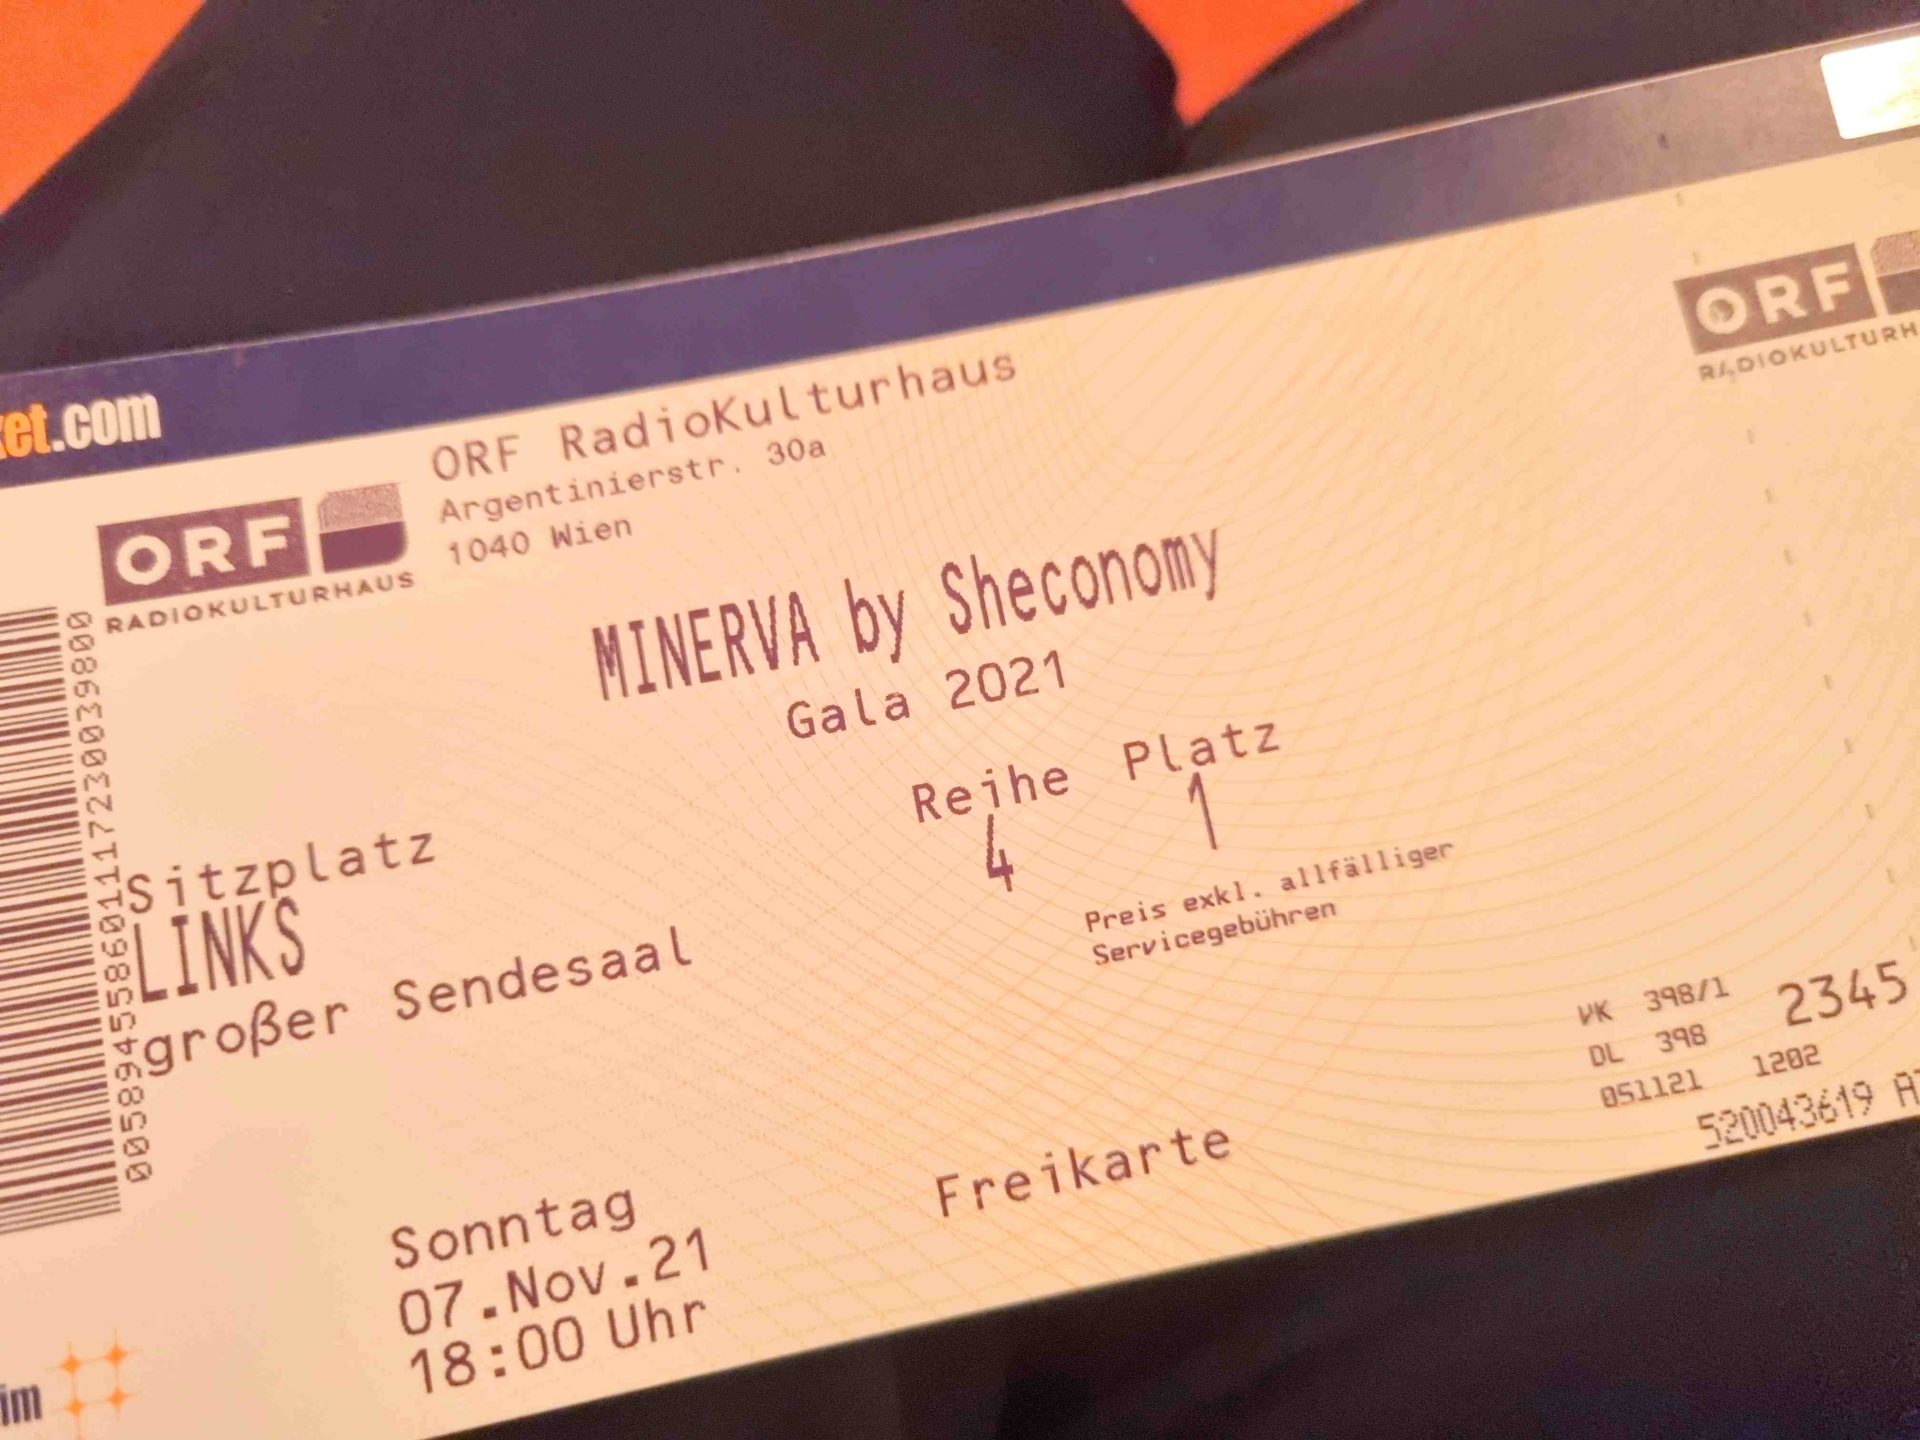 et.com
ORF
RADIOKULTURHAUS
ORF RadioKulturhaus
Argentinierstr. 30a
1040 Wien
ORF
RADIOKULTURH
MINERVA by Sheconomy
Gala 2021
Reihe Platz
4 1
Sitzplatz
LINKS
großer Sendesaal
Preis exkl. allfälliger
Servicegebühren
VK 398/1 2345
DL 398
051121 1202
520043619
Freikarte
Sonntag
07.Nov.21
18:00 Uhr
im